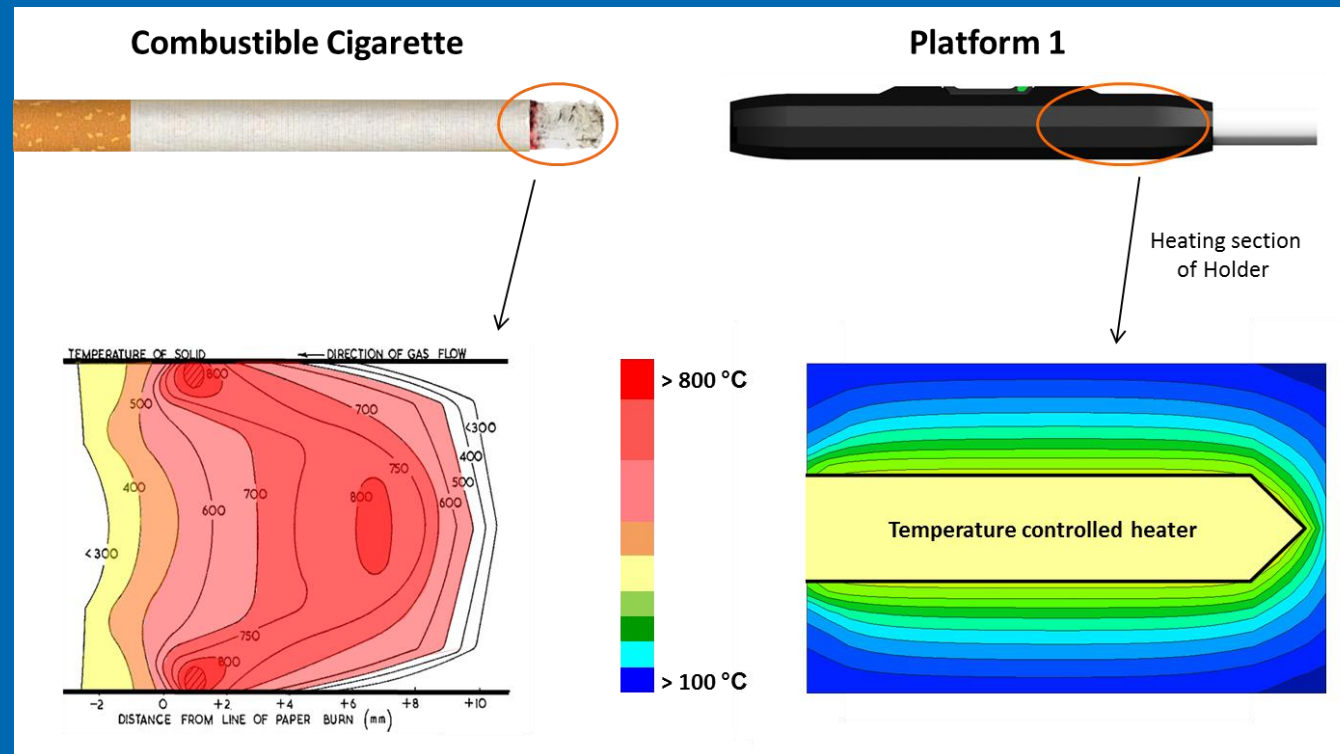 Combustible Cigarette
Platform 1
Heating section
of Holder
TEMPERATURE OF SOLID
DIRECTION OF GAS FLOW
800
500
700
<300
400
500
600
750
800
400
700
600
<300
750
800
-2 0 +2 +4 +6 +8 +10
DISTANCE FROM LINE OF PAPER BURN (mm)
> 800 °C
> 100 °C
Temperature controlled heater